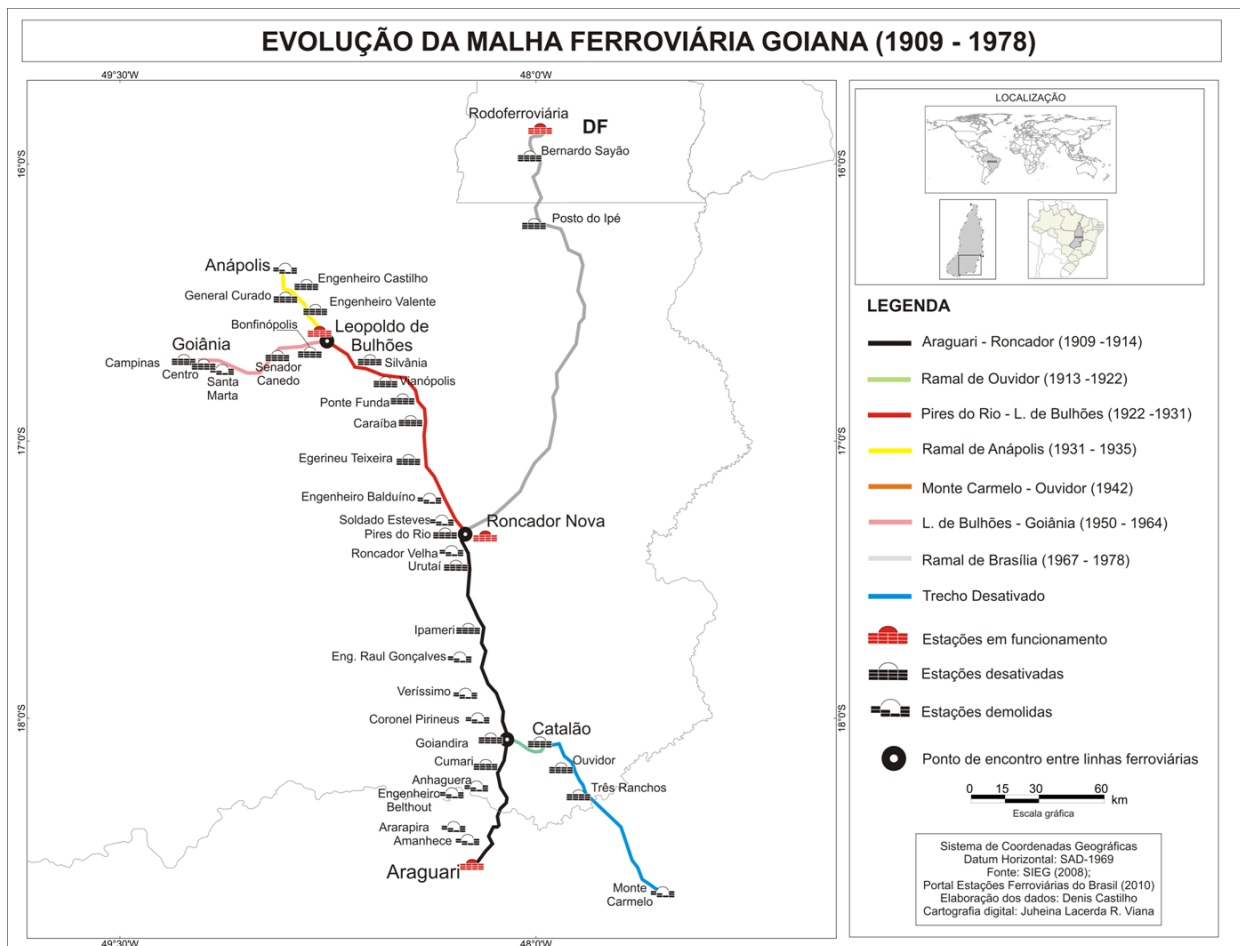 EVOLUÇÃO DA MALHA FERROVIÁRIA GOIANA (1909 - 1978)
49°30'W
48°0'W
16°0'S
17°0'S
18°0'S
Rodoferroviária
DF
Bernardo Sayão
Posto do Ipé
Anápolis
Engenheiro Castilho
General Curado
Engenheiro Valente
Bonfinópolis
Leopoldo de
Bulhões
Goiânia
Campinas
Centro
Santa
Marta
Senador
Canedo
Silvânia
Vianópolis
Ponte Funda
Caraíba
Egerineu Teixeira
Engenheiro Balduíno
Soldado Esteves
Roncador Nova
Pires do Rio
Roncador Velha
Urutaí
Ipameri
Eng. Raul Gonçalves
Veríssimo
Coronel Pirineus
Goiandira
Catalão
Cumari
Ouvidor
Anhaguera
Três Ranchos
Engenheiro
Belthout
Ararapira
Amanhece
Araguari
Monte
Carmelo
49°30'W
48°0'W
LOCALIZAÇÃO
BRASIL
LEGENDA
Araguari - Roncador (1909 -1914)
Ramal de Ouvidor (1913 -1922)
Pires do Rio - L. de Bulhões (1922 -1931)
Ramal de Anápolis (1931 - 1935)
Monte Carmelo - Ouvidor (1942)
L. de Bulhões - Goiânia (1950 - 1964)
Ramal de Brasília (1967 - 1978)
Trecho Desativado
Estações em funcionamento
Estações desativadas
Estações demolidas
Ponto de encontro entre linhas ferroviárias
0 15 30 60
km
Escala gráfica
Sistema de Coordenadas Geográficas
Datum Horizontal: SAD-1969
Fonte: SIEG (2008);
Portal Estações Ferroviárias do Brasil (2010)
Elaboração dos dados: Denis Castilho
Cartografia digital: Juheina Lacerda R. Viana